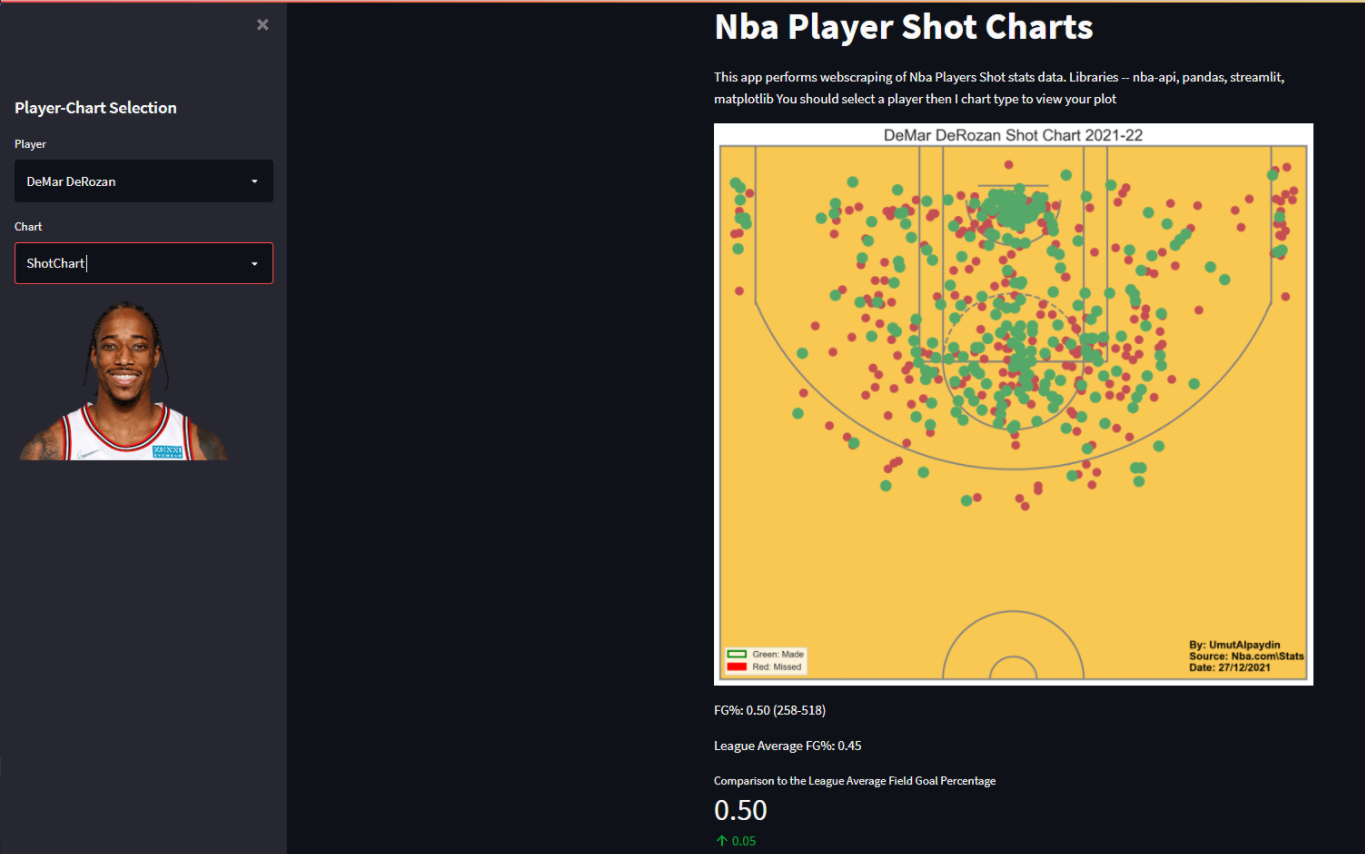 ×
Player-Chart Selection
Player
DeMar DeRozan
Chart
ShotChart
ZENNI
EYEWEAR
Nba Player Shot Charts
This app performs webscraping of Nba Players Shot stats data. Libraries -- nba-api, pandas, streamlit,
matplotlib You should select a player then I chart type to view your plot
DeMar DeRozan Shot Chart 2021-22
Green: Made
Red: Missed
By: UmutAlpaydin
Source: Nba.com\Stats
Date: 27/12/2021
FG%: 0.50 (258-518)
League Average FG%: 0.45
Comparison to the League Average Field Goal Percentage
0.50
↑ 0.05